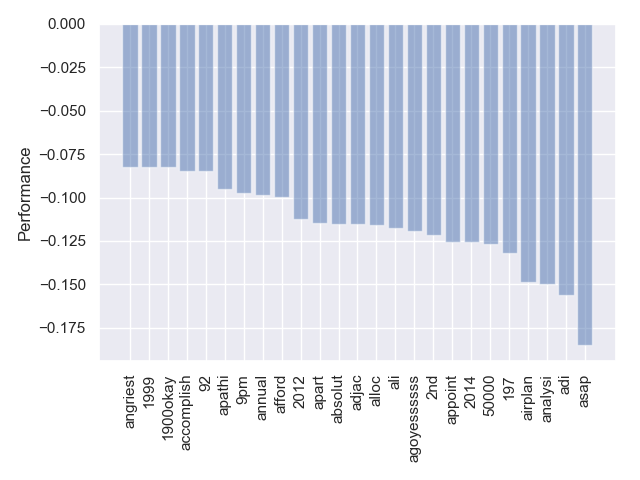 0.000
−0.025
−0.050
−0.075
−0.100
−0.125
−0.150
−0.175
Performance
angriest
1999
1900okay
accomplish
92
apathi
9pm
annual
afford
2012
apart
absolut
adjac
alloc
ali
agoyessssss
2nd
appoint
2014
50000
197
airplan
analysi
adi
asap